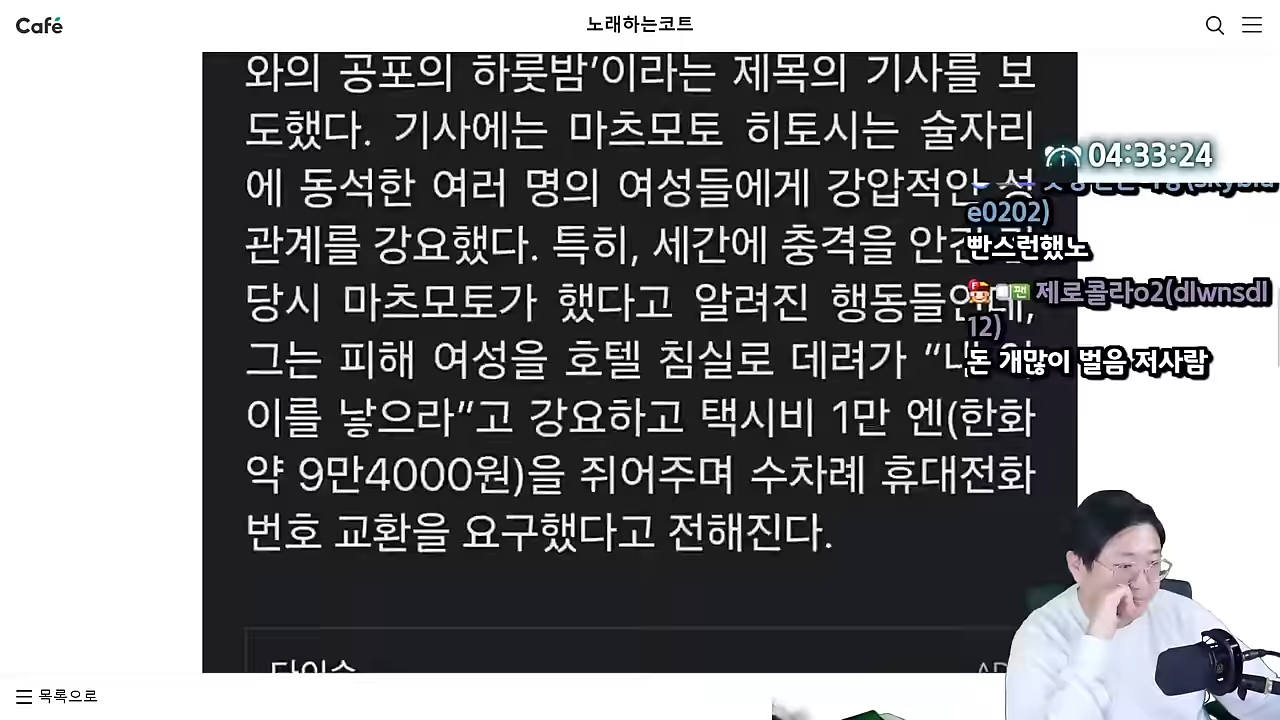 Café
노래하는코트
와의 공포의 하룻밤’이라는 제목의 기사를 보
도했다. 기사에는 마츠모토 히토시는 술자리
에 동석한 여러 명의 여성들에게 강압적인
관계를 강요했다. 특히, 세간에 충격을
당시 마츠모토가 했다고 알려진
그는 피해 여성을 호텔 침실로 데려가
이를 낳으라”고 강요하고 택시비 1만 엔(한화
약 9만4000원)을 쥐어주며 수차례 휴대전화
번호 교환을 요구했다고 전해진다.
04:33:24
e0202)
빤스런했노
제로콜라o2(dlwnsdl
12)
돈 개많이 벌음 저사람
목록으로